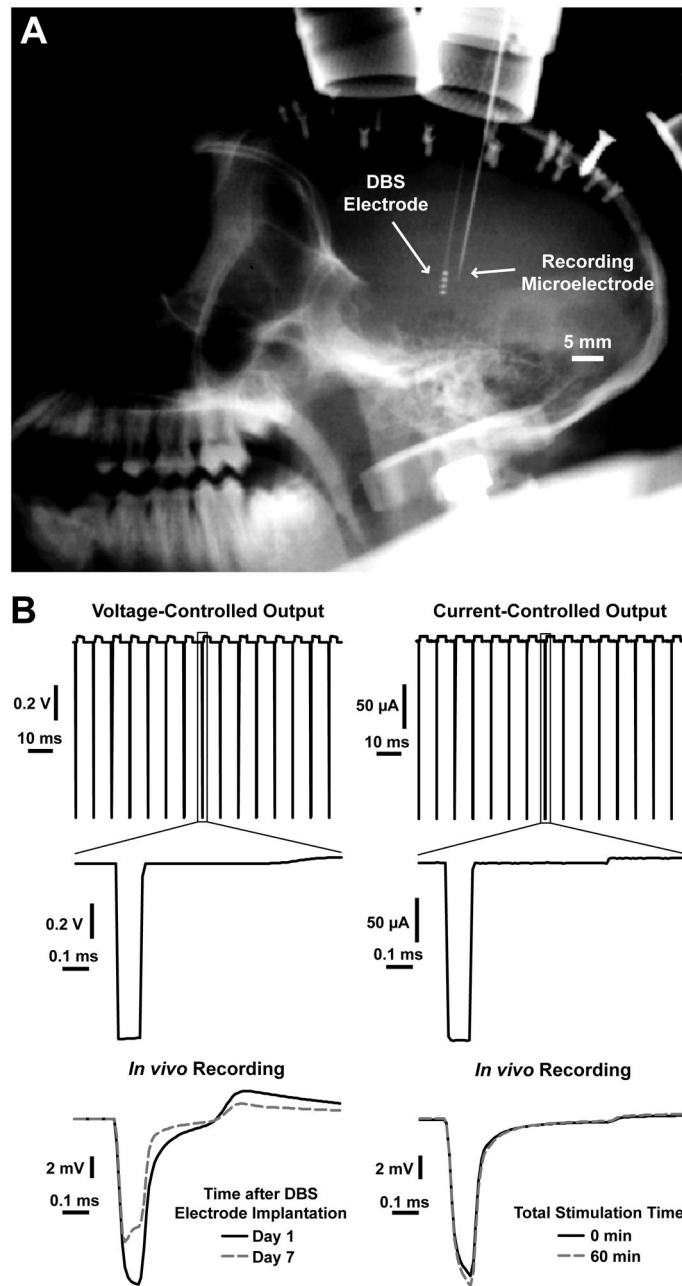 A
DBS
Electrode
Recording
Microelectrode
5 mm
B
Voltage-Controlled Output
0.2 V
10 ms
0.2 V
0.1 ms
In vivo Recording
2 mV
0.1 ms
Time after DBS
Electrode Implantation
Day 1
Day 7
Current-Controlled Output
50 µA
10 ms
50 µA
0.1 ms
In vivo Recording
2 mV
0.1 ms
Total Stimulation Time
0 min
60 min